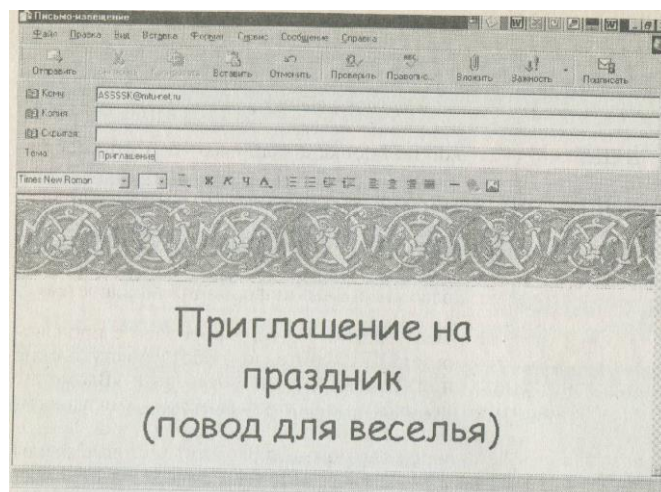 Письмо-извещение
Файл Правка Вид Вставка Формат Сервис Сообщение Справка
Отправить Вставить Отменить Проверить Правопис... Вложить Важность Подписать
Кому: ASSSSK@mtu-net.ru
Копия:
Скрытая:
Тема: Приглашение
Times New Roman Ж К Ч А
Приглашение на
праздник
(повод для веселья)